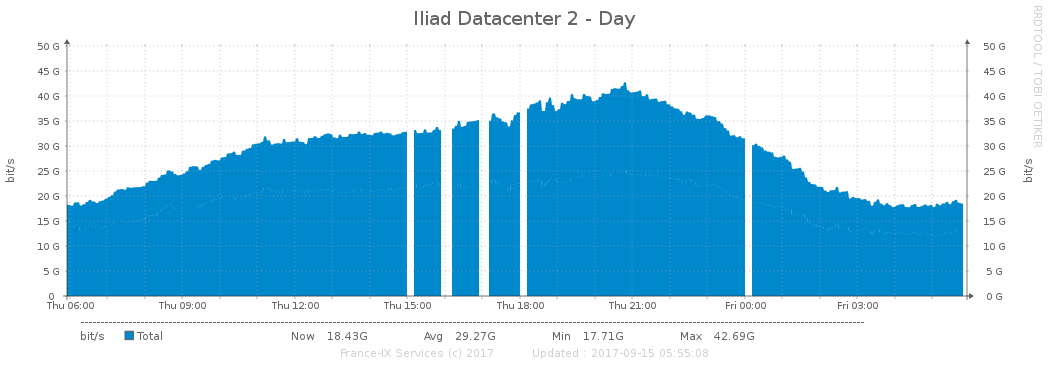 Iliad Datacenter 2 - Day
RRDTOOL / TOBI OETIKER
50 G 50 G
45 G 45 G
40 G 40 G
35 G 35 G
30 G 30 G
25 G 25 G
20 G 20 G
15 G 15 G
10 G 10 G
5 G 5 G
0 0 G
bit/s bit/s
Thu 06:00 Thu 09:00 Thu 12:00 Thu 15:00 Thu 18:00 Thu 21:00 Fri 00:00 Fri 03:00
bit/s Total Now 18.43G Avg 29.27G Min 17.71G Max 42.69G
France-IX Services (c) 2017 Updated : 2017-09-15 05:55:08